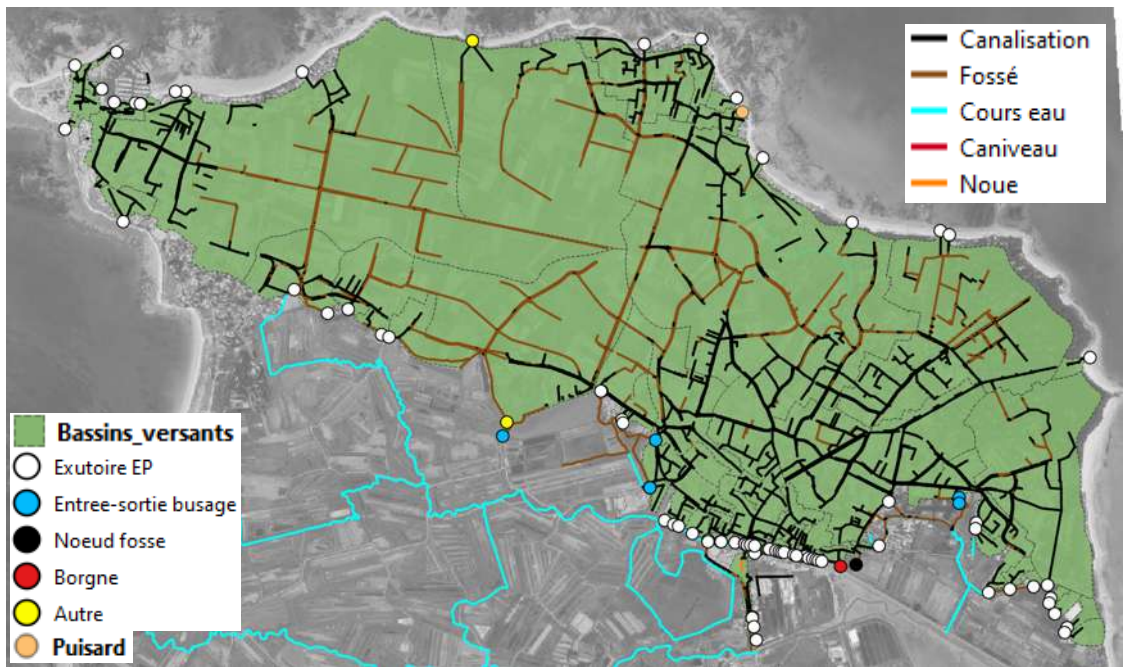 Canalisation
Fossé
Cours eau
Caniveau
Noue
Bassins_versants
Exutoire EP
Entree-sortie busage
Noeud fosse
Borgne
Autre
Puisard